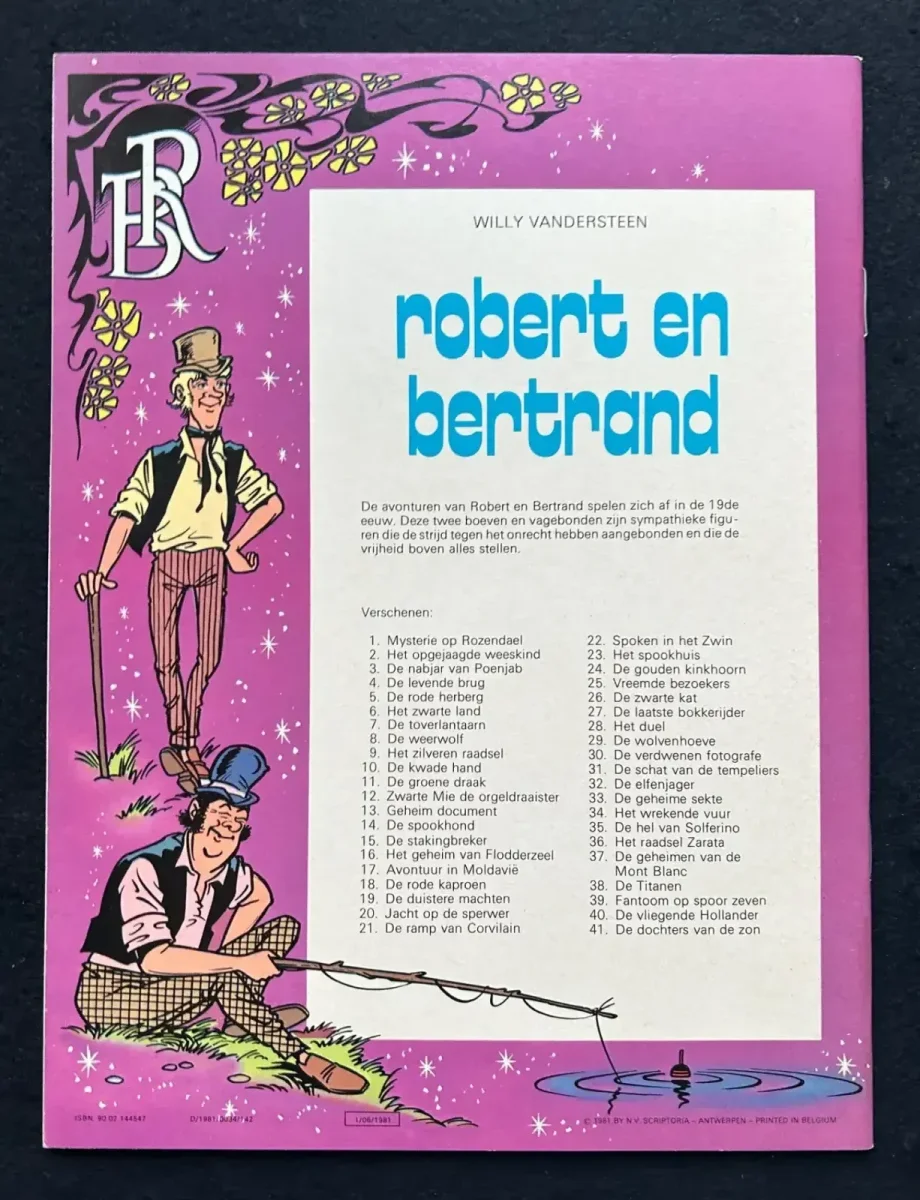 BR
WILLY VANDERSTEEN
robert en
bertrand
De avonturen van Robert en Bertrand spelen zich af in de 19de
eeuw. Deze twee boeven en vagebonden zijn sympathieke figu-
ren die de strijd tegen het onrecht hebben aangebonden en die de
vrijheid boven alles stellen.
Verschenen:
1. Mysterie op Rozendael
2. Het opgejaagde weeskind
3. De nabjar van Poenjab
4. De levende brug
5. De rode herberg
6. Het zwarte land
7. De toverlantaarn
8. De weerwolf
9. Het zilveren raadsel
10. De kwade hand
11. De groene draak
12. Zwarte Mie de orgeldraaister
13. Geheim document
14. De spookhond
15. De stakingbreker
16. Het geheim van Flodderzeel
17. Avontuur in Moldavië
18. De rode kaproen
19. De duistere machten
20. Jacht op de sperwer
21. De ramp van Corvilain
22. Spoken in het Zwin
23. Het spookhuis
24. De gouden kinkhoorn
25. Vreemde bezoekers
26. De zwarte kat
27. De laatste bokkerijder
28. Het duel
29. De wolvenhoeve
30. De verdwenen fotografe
31. De schat van de tempeliers
32. De elfenjager
33. De geheime sekte
34. Het wrekende vuur
35. De hel van Solferino
36. Het raadsel Zarata
37. De geheimen van de
Mont Blanc
38. De Titanen
39. Fantoom op spoor zeven
40. De vliegende Hollander
41. De dochters van de zon
ISBN. 90 02 144847
D/1981/0034/142
1/06/1981
© 1981 BY N.V. SCRIPTORIA - ANTWERPEN - PRINTED IN BELGIUM